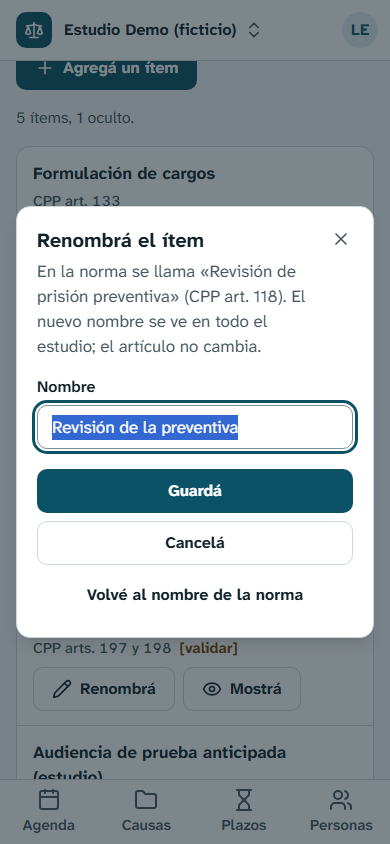 Estudio Demo (ficticio)
LE
Agregá un ítem
5 ítems, 1 oculto.
Formulación de cargos
CPP art. 133
Renombrá el ítem
En la norma se llama «Revisión de
prisión preventiva» (CPP art. 118). El
nuevo nombre se ve en todo el
estudio; el artículo no cambia.
Nombre
Revisión de la preventiva
Guardá
Cancelá
Volvé al nombre de la norma
CPP arts. 197 y 198 [validar]
Renombrá
Mostrá
Audiencia de prueba anticipada
(estudio)
Agenda
Causas
Plazos
Personas